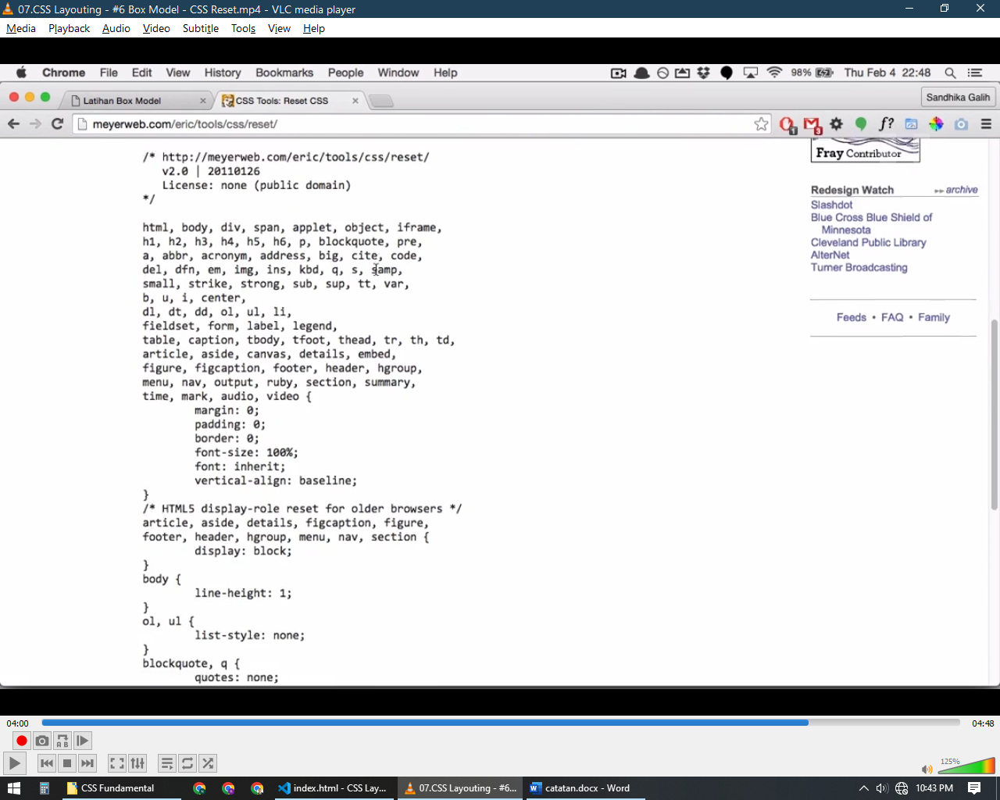 07.CSS Layouting - #6 Box Model - CSS Reset.mp4 - VLC media player
Media Playback Audio Video Subtitle Tools View Help
Chrome File Edit View History Bookmarks People Window Help 98% Thu Feb 4 22:48
Latihan Box Model CSS Tools: Reset CSS Sandhika Galih
meyerweb.com/eric/tools/css/reset/ 1 3 f?
/* http://meyerweb.com/eric/tools/css/reset/
v2.0 | 20110126
License: none (public domain)
*/
html, body, div, span, applet, object, iframe,
h1, h2, h3, h4, h5, h6, p, blockquote, pre,
a, abbr, acronym, address, big, cite, code,
del, dfn, em, img, ins, kbd, q, s, samp,
small, strike, strong, sub, sup, tt, var,
b, u, i, center,
dl, dt, dd, ol, ul, li,
fieldset, form, label, legend,
table, caption, tbody, tfoot, thead, tr, th, td,
article, aside, canvas, details, embed,
figure, figcaption, footer, header, hgroup,
menu, nav, output, ruby, section, summary,
time, mark, audio, video {
margin: 0;
padding: 0;
border: 0;
font-size: 100%;
font: inherit;
vertical-align: baseline;
}
/* HTML5 display-role reset for older browsers */
article, aside, details, figcaption, figure,
footer, header, hgroup, menu, nav, section {
display: block;
}
body {
line-height: 1;
}
ol, ul {
list-style: none;
}
blockquote, q {
quotes: none;
Fray Contributor
Redesign Watch ▸▸ archive
Slashdot
Blue Cross Blue Shield of
Minnesota
Cleveland Public Library
AlterNet
Turner Broadcasting
Feeds • FAQ • Family
04:00 04:48
A B
125%
CSS Fundamental index.html - CSS Lay... 07.CSS Layouting - #6... catatan.docx - Word 10:43 PM